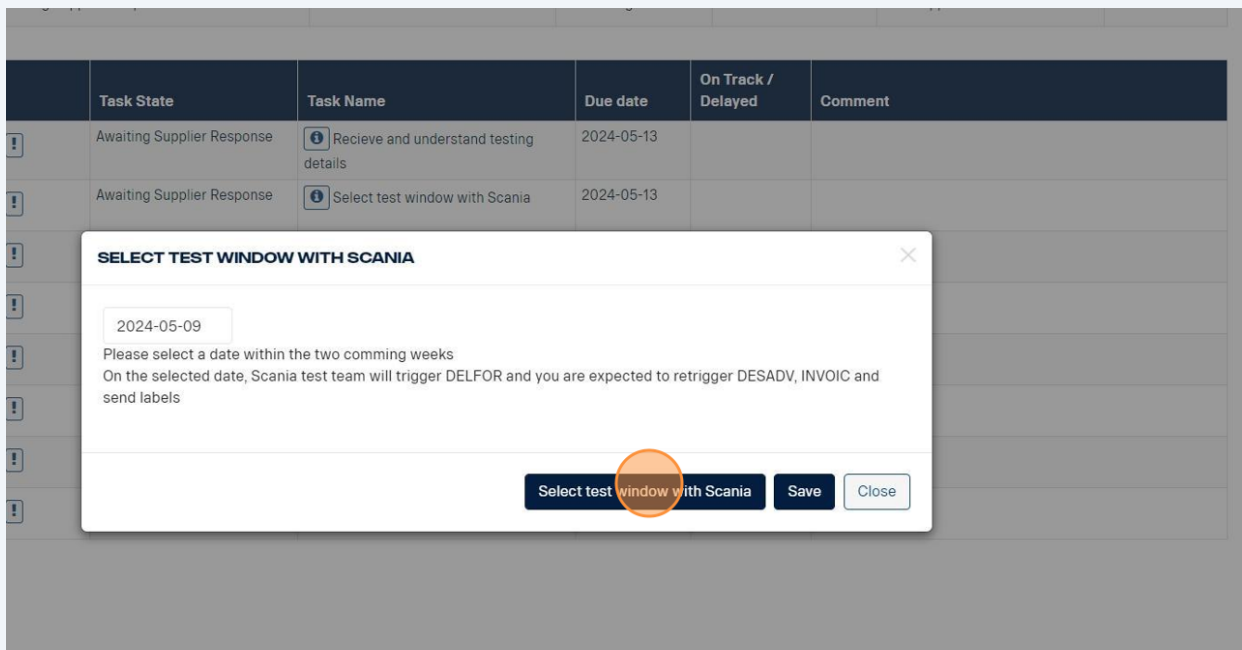 On Track /
Task State Task Name Due date Delayed Comment
! Awaiting Supplier Response Recieve and understand testing 2024-05-13
details
! Awaiting Supplier Response Select test window with Scania 2024-05-13
!
SELECT TEST WINDOW WITH SCANIA
!
2024-05-09
!
Please select a date within the two comming weeks
On the selected date, Scania test team will trigger DELFOR and you are expected to retrigger DESADV, INVOIC and
send labels
!
!
Select test window with Scania Save Close
!